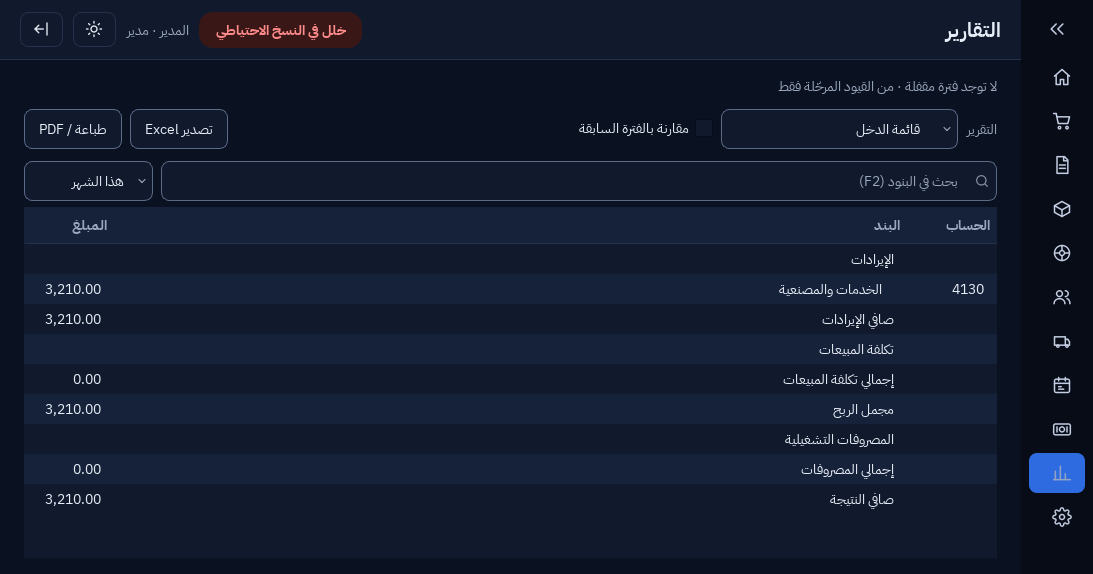 التقارير
خلل في النسخ الاحتياطي
المدير · مدير
لا توجد فترة مقفلة · من القيود المرحّلة فقط
التقرير
قائمة الدخل
مقارنة بالفترة السابقة
تصدير Excel
طباعة / PDF
بحث في البنود (F2)
هذا الشهر
الحساب البند المبلغ
الإيرادات
4130 الخدمات والمصنعية 3,210.00
صافي الإيرادات 3,210.00
تكلفة المبيعات
إجمالي تكلفة المبيعات 0.00
مجمل الربح 3,210.00
المصروفات التشغيلية
إجمالي المصروفات 0.00
صافي النتيجة 3,210.00